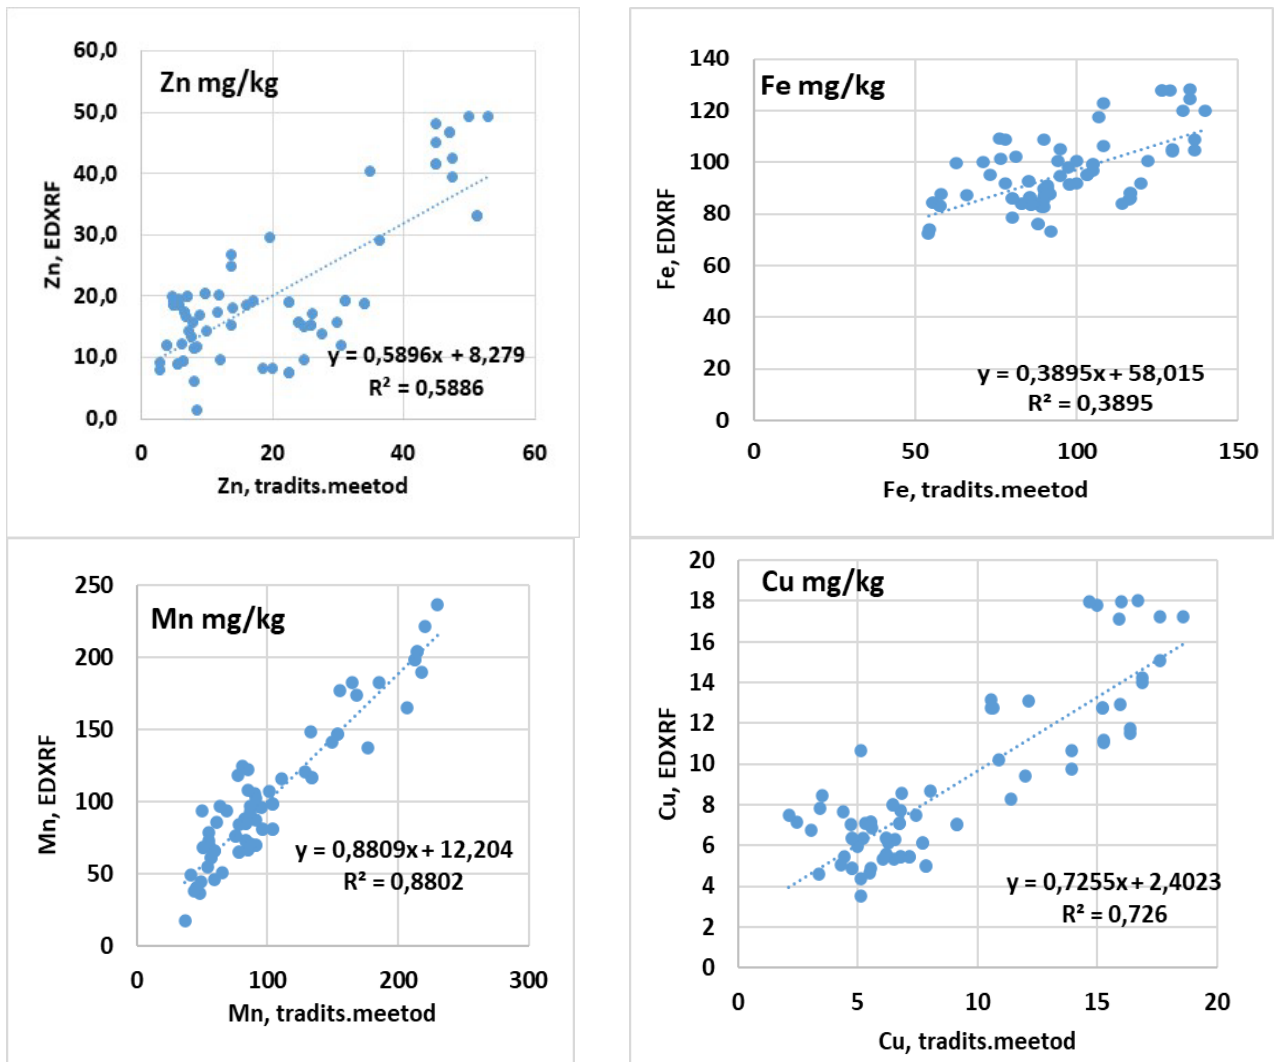 Zn mg/kg
60,0
50,0
40,0
30,0
20,0
10,0
0,0
Zn, EDXRF
y = 0,5896x + 8,279
R² = 0,5886
0 20 40 60
Zn, tradits.meetod
Fe mg/kg
140
120
100
80
60
40
20
0
Fe, EDXRF
y = 0,3895x + 58,015
R² = 0,3895
0 50 100 150
Fe, tradits.meetod
Mn mg/kg
250
200
150
100
50
0
Mn, EDXRF
y = 0,8809x + 12,204
R² = 0,8802
0 100 200 300
Mn, tradits.meetod
Cu mg/kg
20
18
16
14
12
10
8
6
4
2
0
Cu, EDXRF
y = 0,7255x + 2,4023
R² = 0,726
0 5 10 15 20
Cu, tradits.meetod